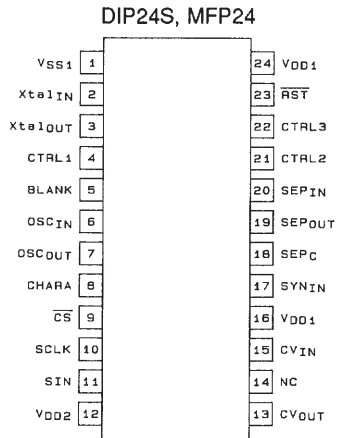 DIP24S, MFP24
VSS1 1
XtalIN 2
XtalOUT 3
CTRL1 4
BLANK 5
OSCIN 6
OSCOUT 7
CHARA 8
CS 9
SCLK 10
SIN 11
VDD2 12
24 VDD1
23 RST
22 CTRL3
21 CTRL2
20 SEPIN
19 SEPOUT
18 SEPC
17 SYNIN
16 VDD1
15 CVIN
14 NC
13 CVOUT